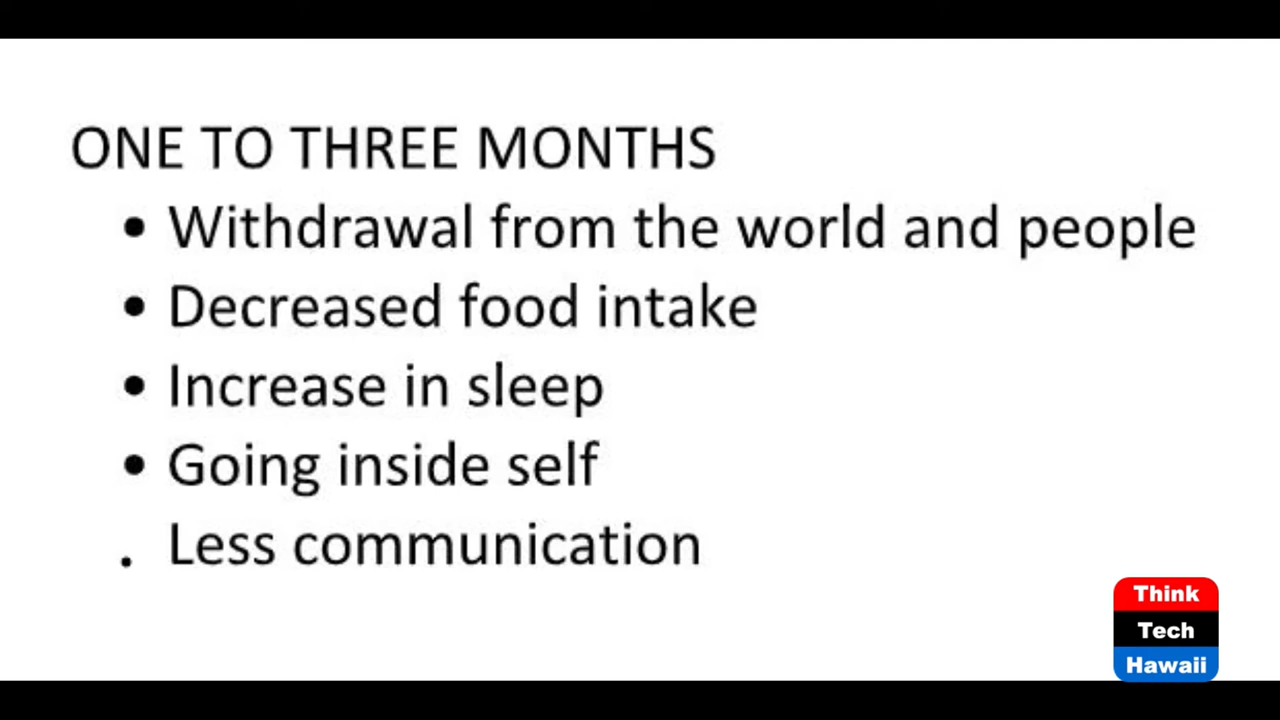 ONE TO THREE MONTHS
• Withdrawal from the world and people
• Decreased food intake
• Increase in sleep
• Going inside self
. Less communication
Think
Tech
Hawaii